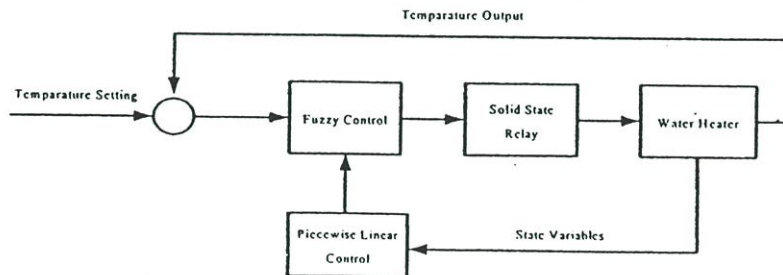 Temparature Output
Temparature Setting
Fuzzy Control
Solid State
Relay
Water Heater
Piecewise Linear
Control
State Variables